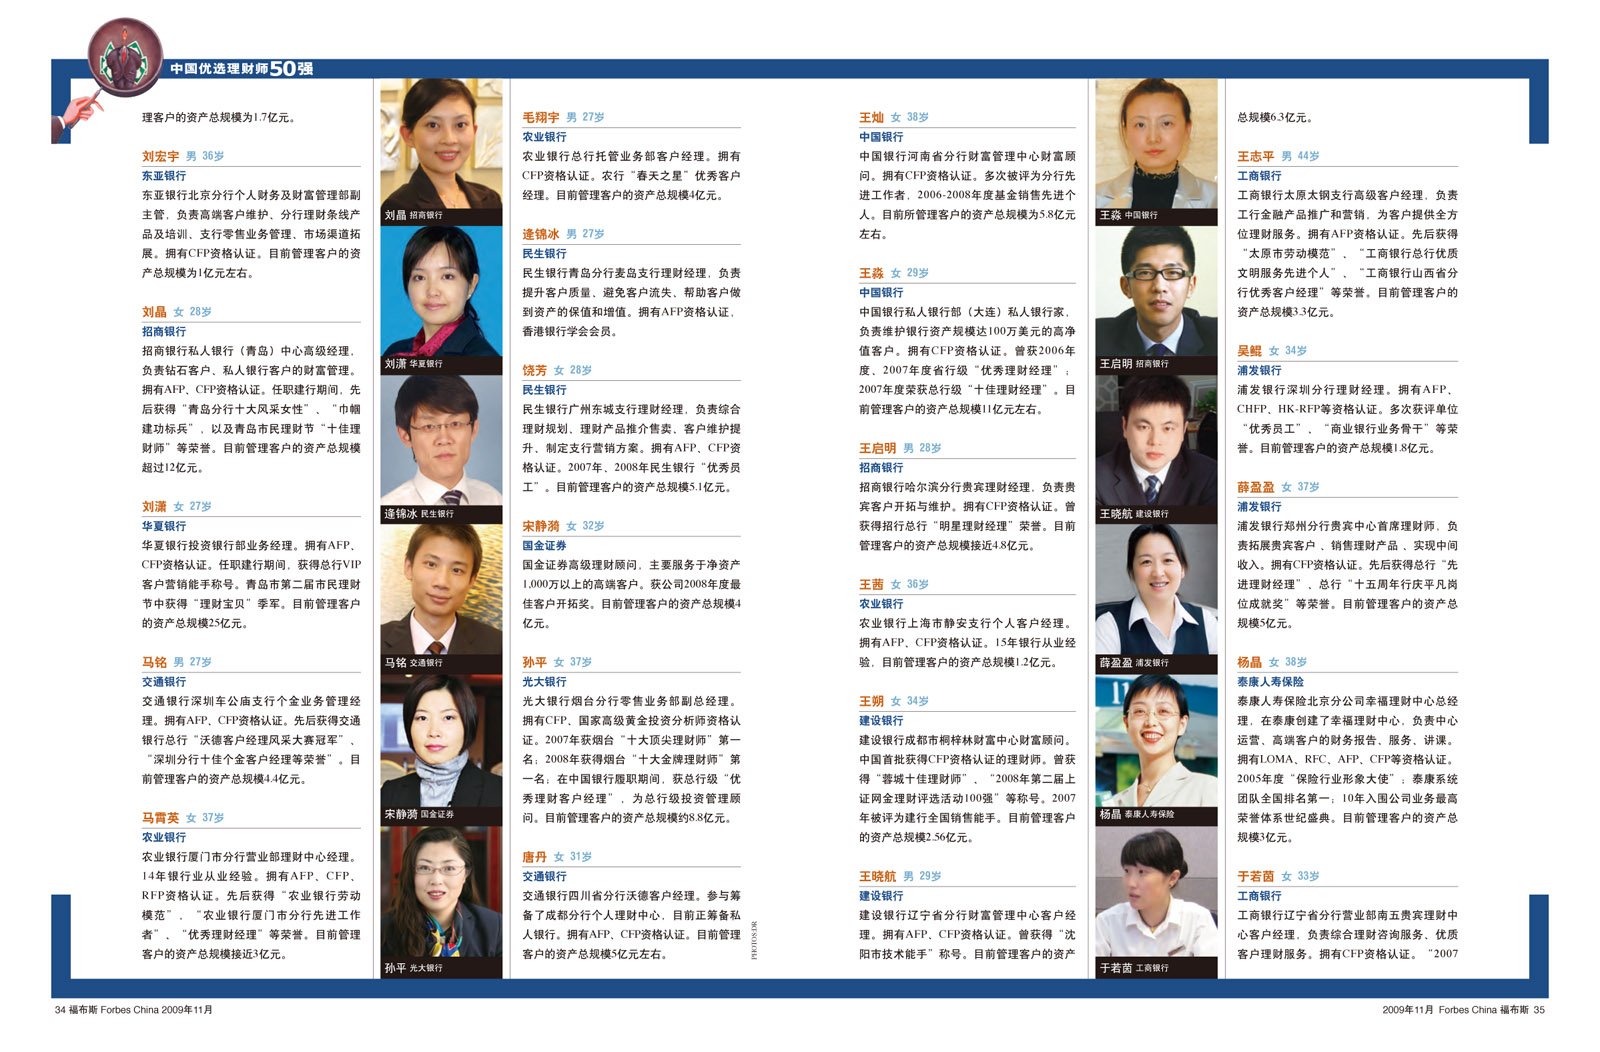 中国优选理财师50强
理客户的资产总规模为1.7亿元。
刘宏宇 男 36岁
东亚银行
东亚银行北京分行个人财务及财富管理部副
主管，负责高端客户维护、分行理财条线产
品及培训、支行零售业务管理、市场渠道拓
展。拥有CFP资格认证。目前管理客户的资
产总规模为1亿元左右。
刘晶 女 28岁
招商银行
招商银行私人银行（青岛）中心高级经理，
负责钻石客户、私人银行客户的财富管理。
拥有AFP、CFP资格认证。任职建行期间，先
后获得“青岛分行十大风采女性”、“巾帼
建功标兵”，以及青岛市民理财节“十佳理
财师”等荣誉。目前管理客户的资产总规模
超过12亿元。
刘潇 女 27岁
华夏银行
华夏银行投资银行部业务经理。拥有AFP、
CFP资格认证。任职建行期间，获得总行VIP
客户营销能手称号。青岛市第二届市民理财
节中获得“理财宝贝”季军。目前管理客户
的资产总规模25亿元。
马铭 男 27岁
交通银行
交通银行深圳车公庙支行个金业务管理经
理。拥有AFP、CFP资格认证。先后获得交通
银行总行“沃德客户经理风采大赛冠军”、
“深圳分行十佳个金客户经理等荣誉”。目
前管理客户的资产总规模4.4亿元。
马霄英 女 37岁
农业银行
农业银行厦门市分行营业部理财中心经理。
14年银行业从业经验。拥有AFP、CFP、
RFP资格认证。先后获得“农业银行劳动
模范”、“农业银行厦门市分行先进工作
者”、“优秀理财经理”等荣誉。目前管理
客户的资产总规模接近3亿元。
刘晶 招商银行
刘潇 华夏银行
逄锦冰 民生银行
马铭 交通银行
宋静漪 国金证券
孙平 光大银行
毛翔宇 男 27岁
农业银行
农业银行总行托管业务部客户经理。拥有
CFP资格认证。农行“春天之星”优秀客户
经理。目前管理客户的资产总规模4亿元。
逄锦冰 男 27岁
民生银行
民生银行青岛分行麦岛支行理财经理，负责
提升客户质量、避免客户流失、帮助客户做
到资产的保值和增值。拥有AFP资格认证，
香港银行学会会员。
饶芳 女 28岁
民生银行
民生银行广州东城支行理财经理，负责综合
理财规划、理财产品推介售卖、客户维护提
升、制定支行营销方案。拥有AFP、CFP资
格认证。2007年、2008年民生银行“优秀员
工”。目前管理客户的资产总规模5.1亿元。
宋静漪 女 32岁
国金证券
国金证券高级理财顾问，主要服务于净资产
1,000万以上的高端客户。获公司2008年度最
佳客户开拓奖。目前管理客户的资产总规模4
亿元。
孙平 女 37岁
光大银行
光大银行烟台分行零售业务部副总经理。
拥有CFP、国家高级黄金投资分析师资格认
证。2007年获烟台“十大顶尖理财师”第一
名；2008年获得烟台“十大金牌理财师”第
一名；在中国银行履职期间，获总行级“优
秀理财客户经理”，为总行级投资管理顾
问。目前管理客户的资产总规模约8.8亿元。
唐丹 女 31岁
交通银行
交通银行四川省分行沃德客户经理。参与筹
备了成都分行个人理财中心，目前正筹备私
人银行。拥有AFP、CFP资格认证。目前管理
客户的资产总规模5亿元左右。
PHOTOS:DR
王灿 女 38岁
中国银行
中国银行河南省分行财富管理中心财富顾
问。拥有CFP资格认证。多次被评为分行先
进工作者，2006-2008年度基金销售先进个
人。目前所管理客户的资产总规模为5.8亿元
左右。
王淼 女 29岁
中国银行
中国银行私人银行部（大连）私人银行家，
负责维护银行资产规模达100万美元的高净
值客户。拥有CFP资格认证。曾获2006年
度、2007年度省行级“优秀理财经理”；
2007年度荣获总行级“十佳理财经理”。目
前管理客户的资产总规模11亿元左右。
王启明 男 28岁
招商银行
招商银行哈尔滨分行贵宾理财经理，负责贵
宾客户开拓与维护。拥有CFP资格认证。曾
获得招行总行“明星理财经理”荣誉。目前
管理客户的资产总规模接近4.8亿元。
王茜 女 36岁
农业银行
农业银行上海市静安支行个人客户经理。
拥有AFP、CFP资格认证。15年银行从业经
验，目前管理客户的资产总规模1.2亿元。
王朔 女 34岁
建设银行
建设银行成都市桐梓林财富中心财富顾问。
中国首批获得CFP资格认证的理财师。曾获
得“蓉城十佳理财师”、“2008年第二届上
证网金理财评选活动100强”等称号。2007
年被评为建行全国销售能手。目前管理客户
的资产总规模2.56亿元。
王晓航 男 29岁
建设银行
建设银行辽宁省分行财富管理中心客户经
理。拥有AFP、CFP资格认证。曾获得“沈
阳市技术能手”称号。目前管理客户的资产
王淼 中国银行
王启明 招商银行
王晓航 建设银行
薛盈盈 浦发银行
杨晶 泰康人寿保险
于若茵 工商银行
总规模6.3亿元。
王志平 男 44岁
工商银行
工商银行太原太钢支行高级客户经理，负责
工行金融产品推广和营销，为客户提供全方
位理财服务。拥有AFP资格认证。先后获得
“太原市劳动模范”、“工商银行总行优质
文明服务先进个人”、“工商银行山西省分
行优秀客户经理”等荣誉。目前管理客户的
资产总规模3.3亿元。
吴鲲 女 34岁
浦发银行
浦发银行深圳分行理财经理。拥有AFP、
CHFP、HK-RFP等资格认证。多次获评单位
“优秀员工”、“商业银行业务骨干”等荣
誉。目前管理客户的资产总规模1.8亿元。
薛盈盈 女 37岁
浦发银行
浦发银行郑州分行贵宾中心首席理财师，负
责拓展贵宾客户、销售理财产品、实现中间
收入。拥有CFP资格认证。先后获得总行“先
进理财经理”、总行“十五周年行庆平凡岗
位成就奖”等荣誉。目前管理客户的资产总
规模5亿元。
杨晶 女 38岁
泰康人寿保险
泰康人寿保险北京分公司幸福理财中心总经
理，在泰康创建了幸福理财中心，负责中心
运营、高端客户的财务报告、服务、讲课。
拥有LOMA、RFC、AFP、CFP等资格认证。
2005年度“保险行业形象大使”；泰康系统
团队全国排名第一；10年入围公司业务最高
荣誉体系世纪盛典。目前管理客户的资产总
规模3亿元。
于若茵 女 33岁
工商银行
工商银行辽宁省分行营业部南五贵宾理财中
心客户经理，负责综合理财咨询服务、优质
客户理财服务。拥有CFP资格认证。“2007
34 福布斯 Forbes China 2009年11月
2009年11月 Forbes China 福布斯 35